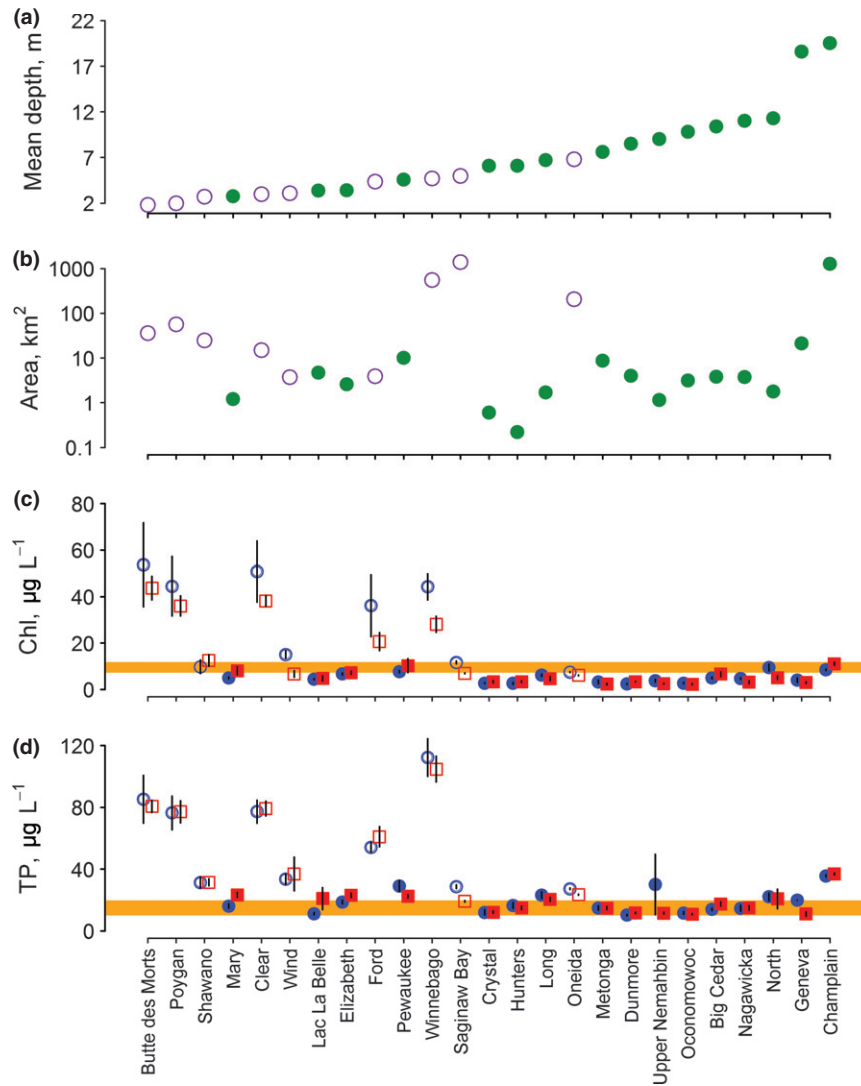 (a)
Mean depth, m
22
17
12
7
2
(b)
Area, km²
1000
100
10
1
0.1
(c)
Chl, µg L⁻¹
80
60
40
20
0
(d)
TP, µg L⁻¹
120
80
40
0
Butte des Morts
Poygan
Shawano
Mary
Clear
Wind
Lac La Belle
Elizabeth
Ford
Pewaukee
Winnebago
Saginaw Bay
Crystal
Hunters
Long
Oneida
Metonga
Dunmore
Upper Nemahbin
Oconomowoc
Big Cedar
Nagawicka
North
Geneva
Champlain